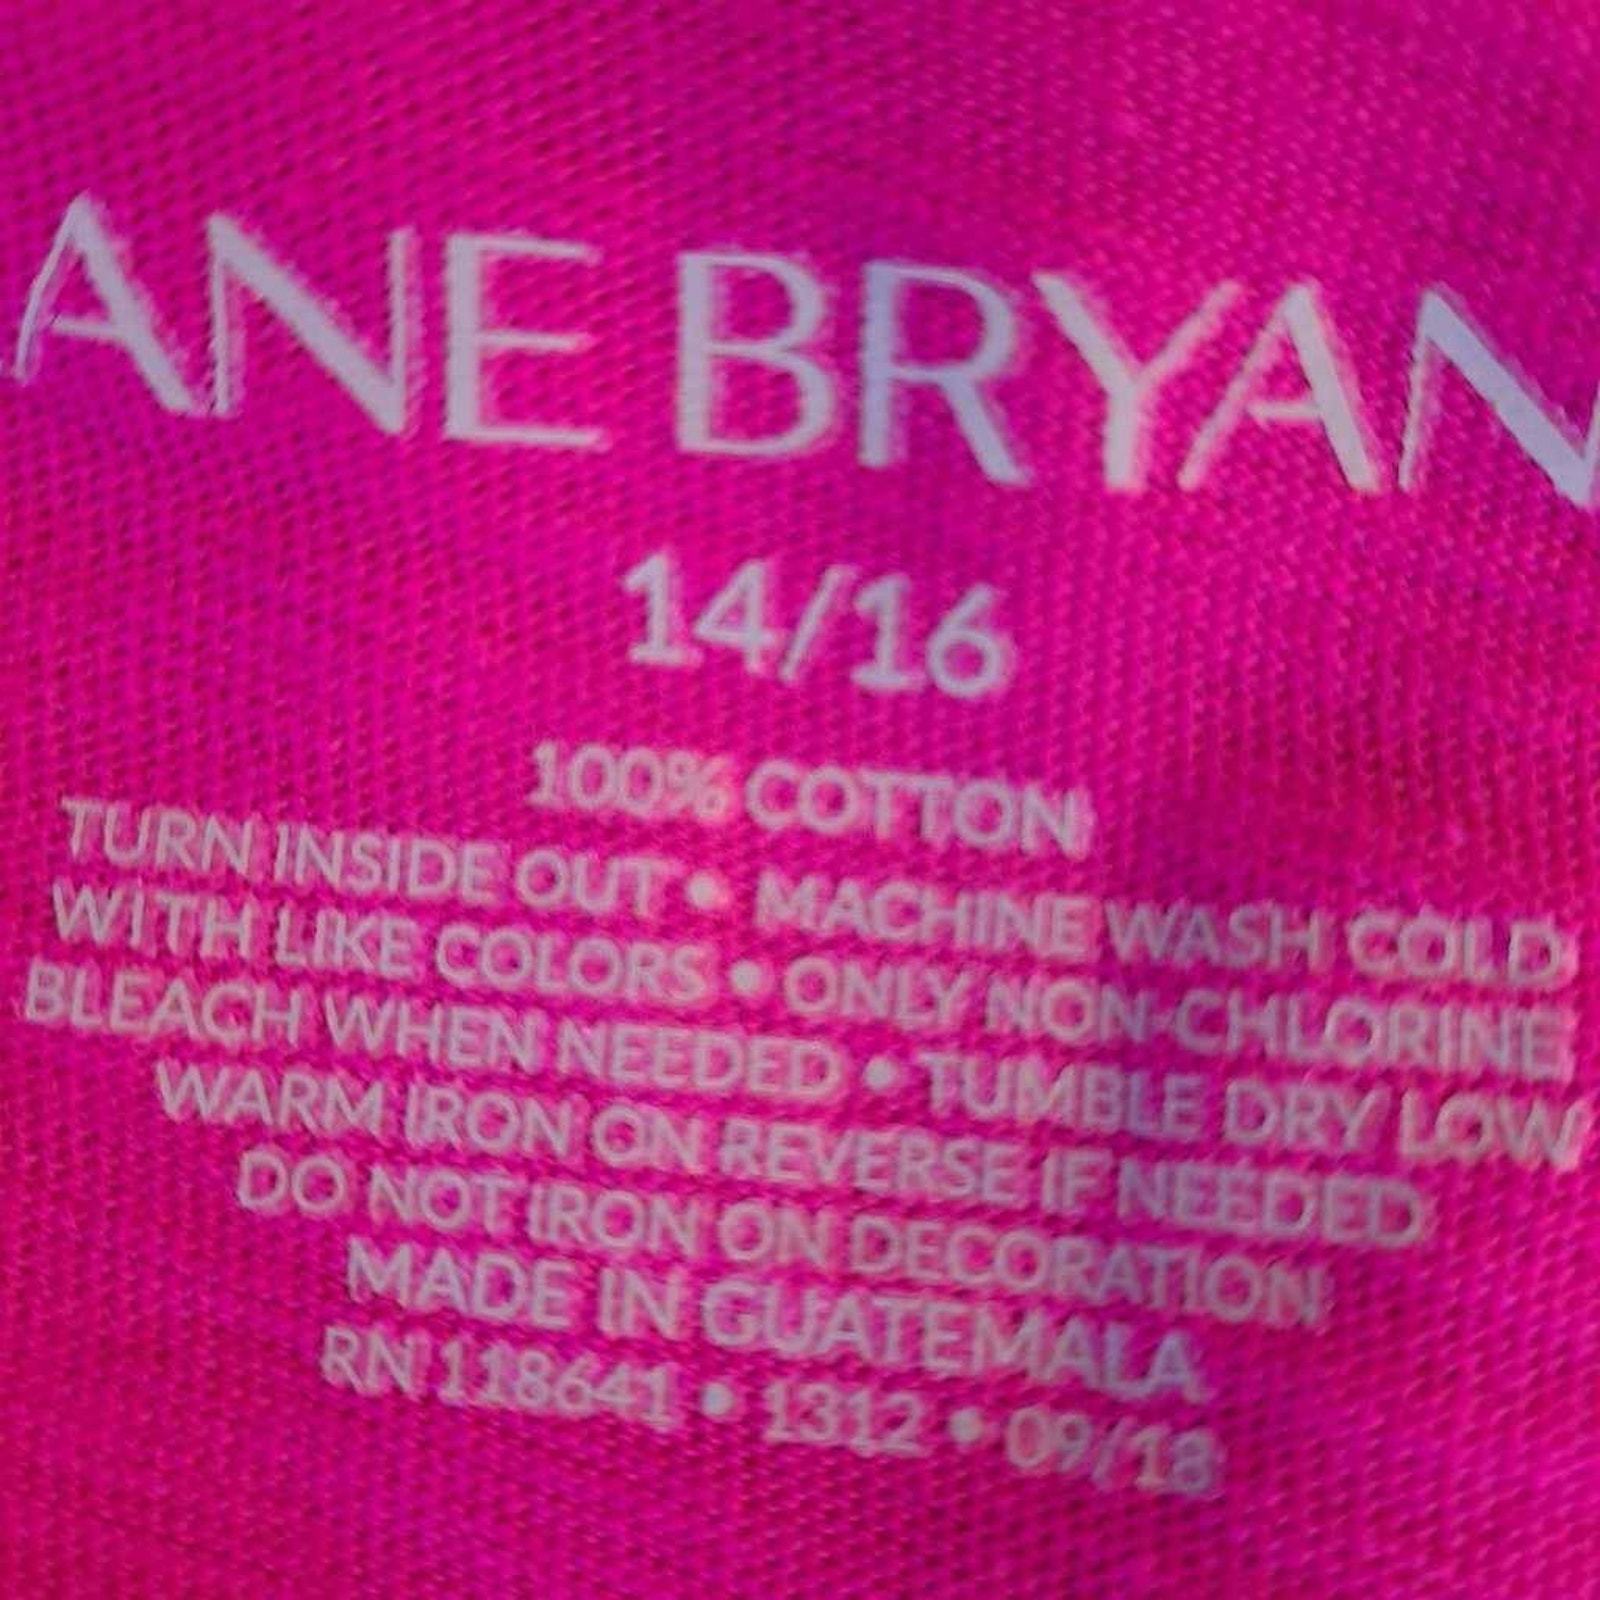 ANE BRYAN
14/16
100% COTTON
TURN INSIDE OUT • MACHINE WASH COLD
WITH LIKE COLORS • ONLY NON-CHLORINE
BLEACH WHEN NEEDED • TUMBLE DRY LOW
WARM IRON ON REVERSE IF NEEDED
DO NOT IRON ON DECORATION
MADE IN GUATEMALA
RN 118641 • 1312 • 09/18